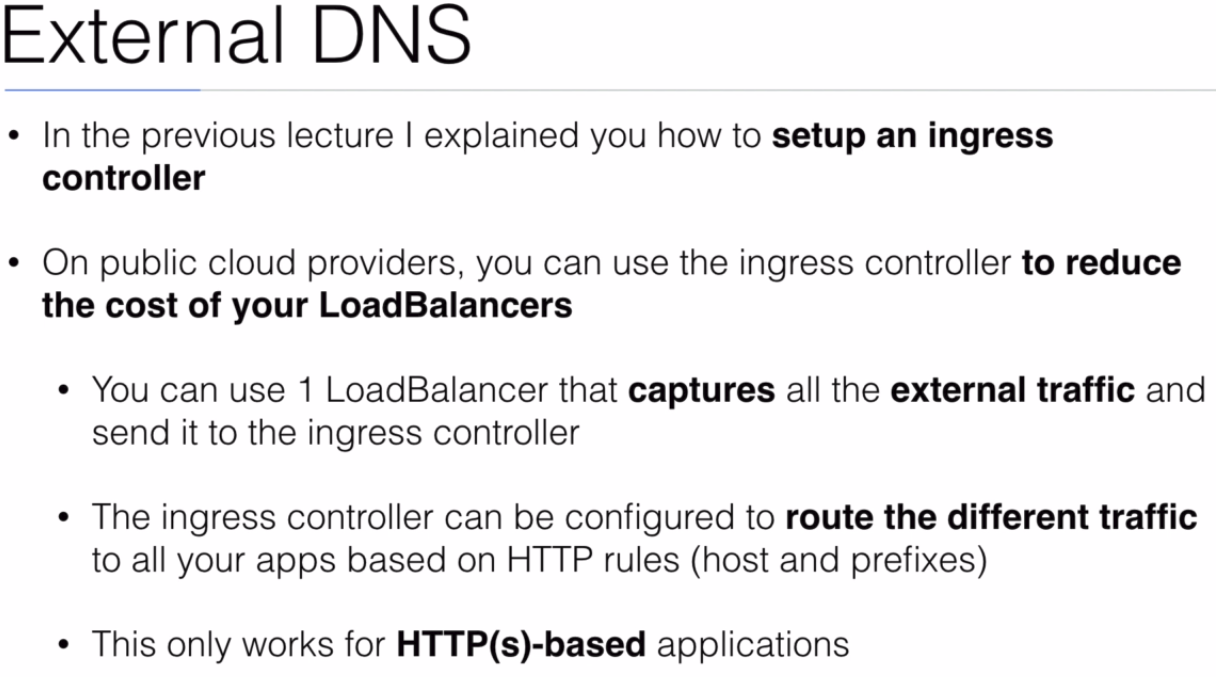 External DNS
• In the previous lecture I explained you how to setup an ingress
controller
• On public cloud providers, you can use the ingress controller to reduce
the cost of your LoadBalancers
• You can use 1 LoadBalancer that captures all the external traffic and
send it to the ingress controller
• The ingress controller can be configured to route the different traffic
to all your apps based on HTTP rules (host and prefixes)
• This only works for HTTP(s)-based applications